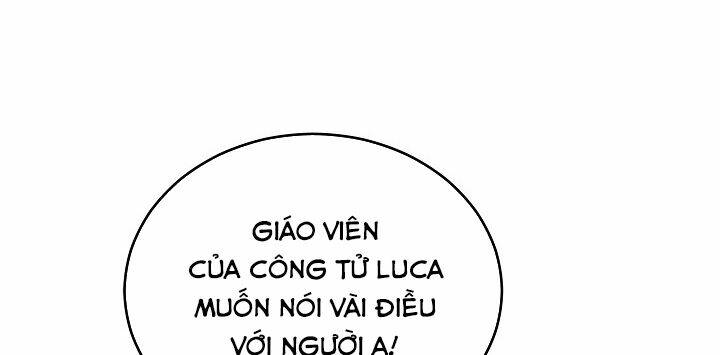 GIÁO VIÊN
CỦA CÔNG TỬ LUCA
MUỐN NÓI VÀI ĐIỀU
VỚI NGƯỜI Ạ!